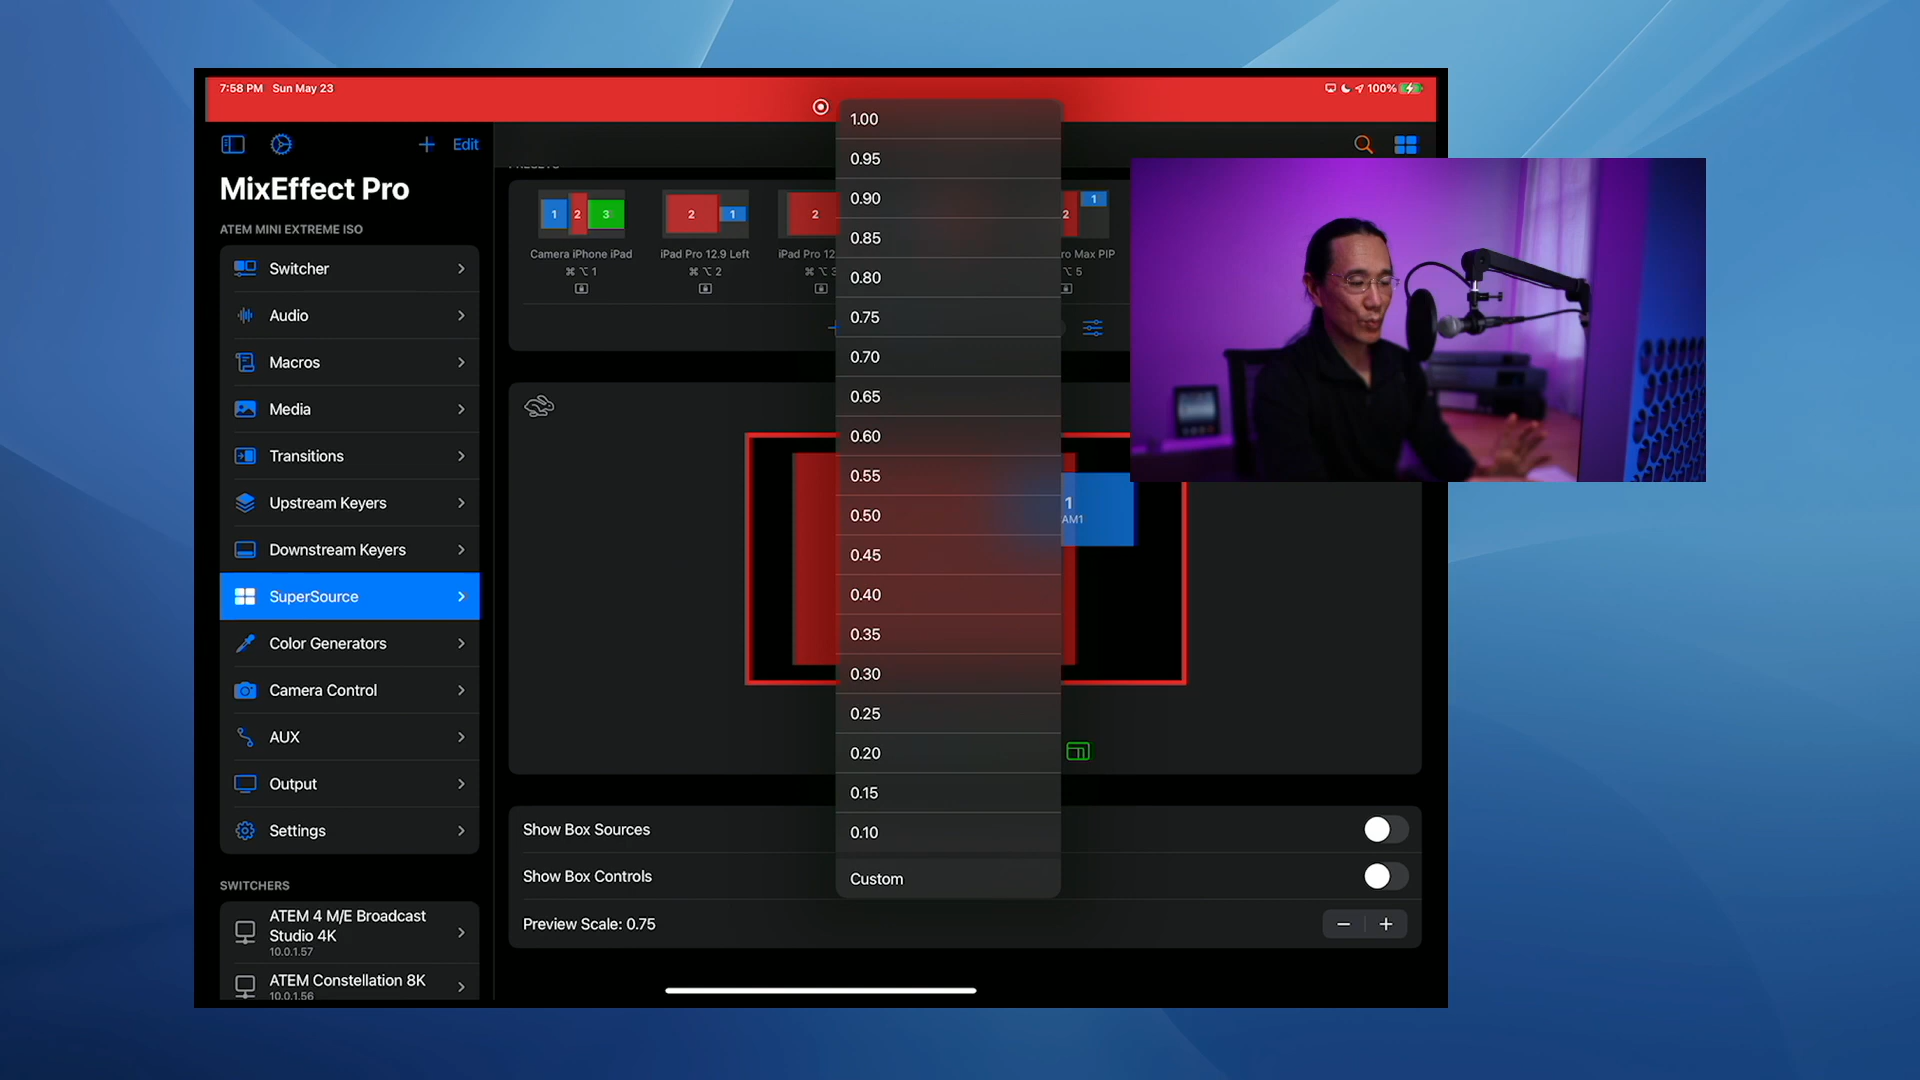 7:58 PM Sun May 23
100%
Edit
MixEffect Pro
ATEM MINI EXTREME ISO
Switcher
Audio
Macros
Media
Transitions
Upstream Keyers
Downstream Keyers
SuperSource
Color Generators
Camera Control
AUX
Output
Settings
SWITCHERS
ATEM 4 M/E Broadcast
Studio 4K
10.0.1.57
ATEM Constellation 8K
10.0.1.56
1 2 3
Camera iPhone iPad
⌘⌥1
2 1
iPad Pro 12.9 Left
⌘⌥2
2
iPad Pro 12
⌘⌥3
2 1
ro Max PIP
⌥5
1.00
0.95
0.90
0.85
0.80
0.75
0.70
0.65
0.60
0.55
0.50
0.45
0.40
0.35
0.30
0.25
0.20
0.15
0.10
Custom
1
AM1
Show Box Sources
Show Box Controls
Preview Scale: 0.75